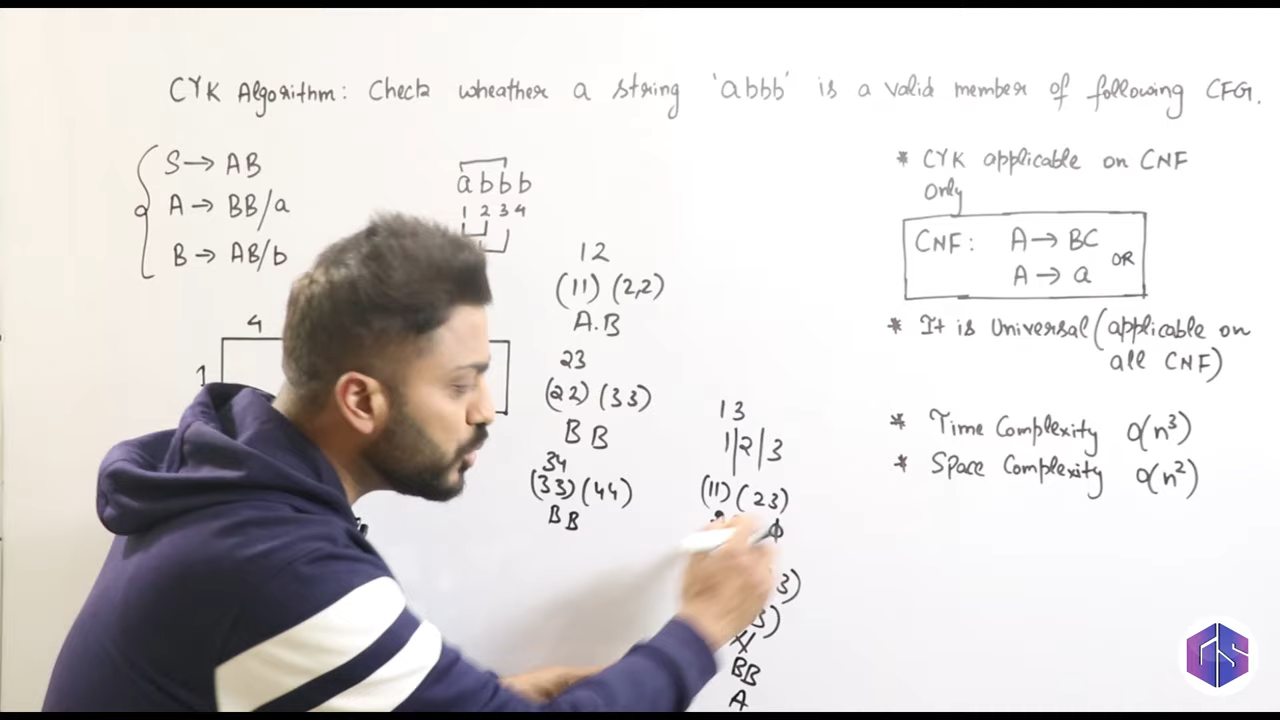 CYK Algorithm: Check wheather a string 'abbb' is a valid member of following CFG.
S→ AB
A→ BB/a
B→ AB/b
abbb
1 2 3 4
4
1
12
(11) (2,2)
A.B
23
(22) (33)
B B
34
(33) (44)
B B
13
1|2|3
(11) (23)
ϕ
3)
3)
BB
A
* CYK applicable on CNF
only
CNF: A→ BC
OR
A→ a
* It is Universal (applicable on
all CNF)
* Time Complexity O(n³)
* Space Complexity O(n²)